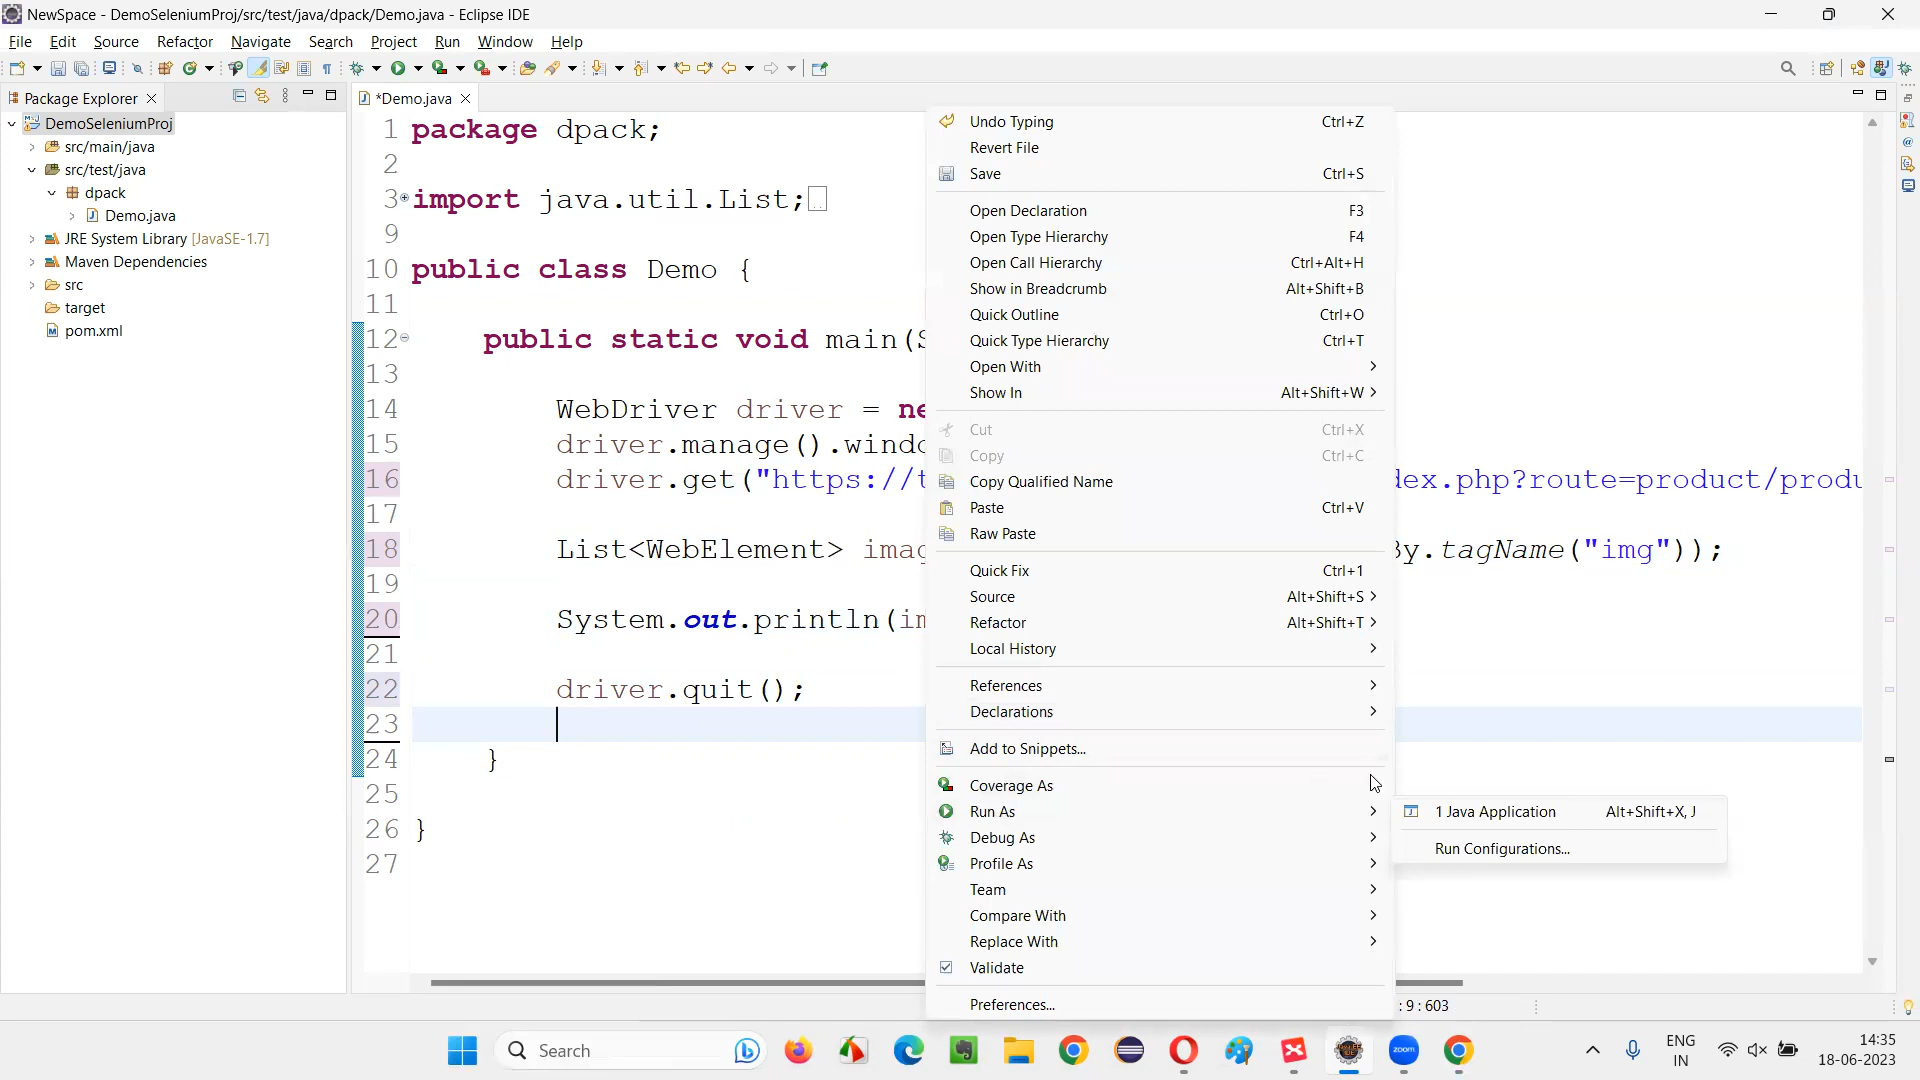 NewSpace - DemoSeleniumProj/src/test/java/dpack/Demo.java - Eclipse IDE
File Edit Source Refactor Navigate Search Project Run Window Help
Package Explorer
*Demo.java
DemoSeleniumProj
src/main/java
src/test/java
dpack
Demo.java
JRE System Library [JavaSE-1.7]
Maven Dependencies
src
target
pom.xml
1 package dpack;
2
3 import java.util.List;
9
10 public class Demo {
11
12 public static void main(
13
14 WebDriver driver = ne
15 driver.manage().windo
16 driver.get("https://t dex.php?route=product/produ
17
18 List<WebElement> imag By.tagName("img"));
19
20 System.out.println(im
21
22 driver.quit();
23
24 }
25
26 }
27
Undo Typing Ctrl+Z
Revert File
Save Ctrl+S
Open Declaration F3
Open Type Hierarchy F4
Open Call Hierarchy Ctrl+Alt+H
Show in Breadcrumb Alt+Shift+B
Quick Outline Ctrl+O
Quick Type Hierarchy Ctrl+T
Open With
Show In Alt+Shift+W
Cut Ctrl+X
Copy Ctrl+C
Copy Qualified Name
Paste Ctrl+V
Raw Paste
Quick Fix Ctrl+1
Source Alt+Shift+S
Refactor Alt+Shift+T
Local History
References
Declarations
Add to Snippets...
Coverage As
Run As
Debug As
Profile As
Team
Compare With
Replace With
Validate
Preferences...
1 Java Application Alt+Shift+X, J
Run Configurations...
: 9 : 603
Search
zoom
ENG
IN
14:35
18-06-2023